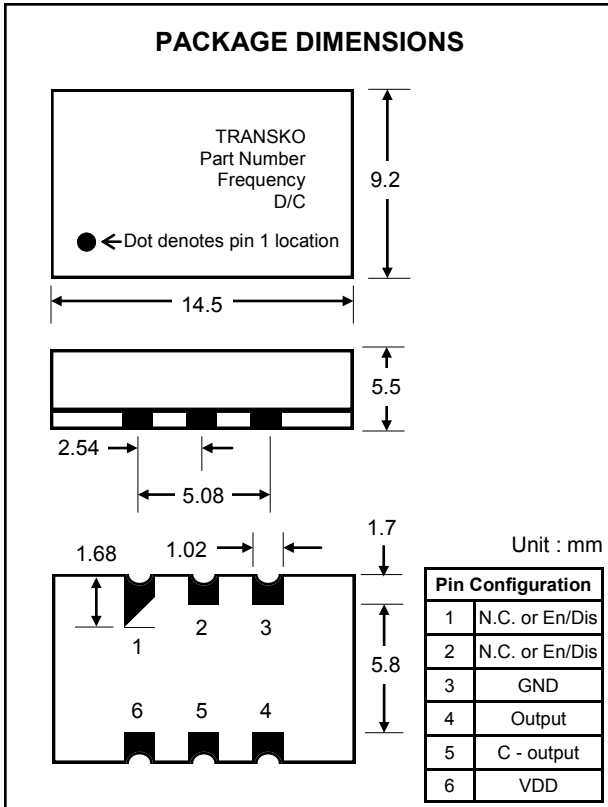 PACKAGE DIMENSIONS
TRANSKO
Part Number
Frequency
D/C
Dot denotes pin 1 location
9.2
14.5
5.5
2.54
5.08
1.7
1.68
1.02
Unit : mm
1
2
3
5.8
6
5
4
Pin Configuration
1 N.C. or En/Dis
2 N.C. or En/Dis
3 GND
4 Output
5 C - output
6 VDD